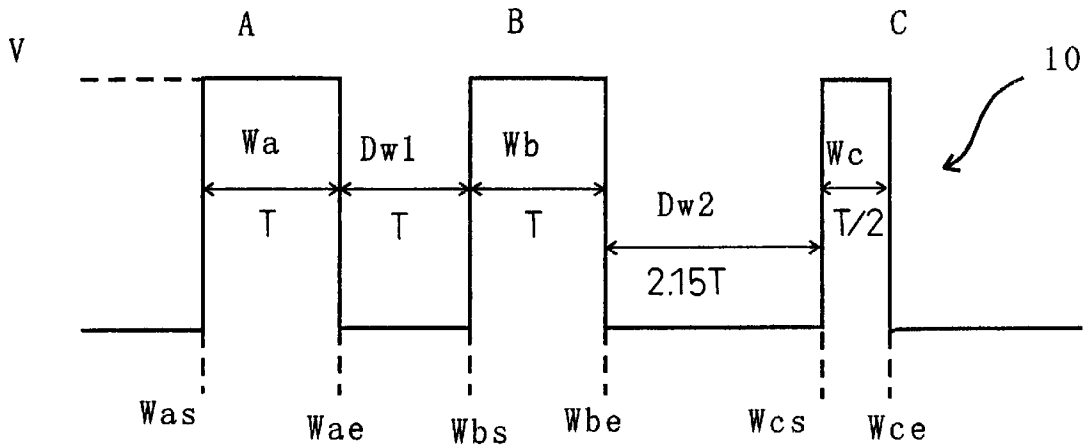 A B C
V 10
Wa Dw1 Wb Wc
T T T Dw2 T/2
2.15T
Was Wae Wbs Wbe Wcs Wce